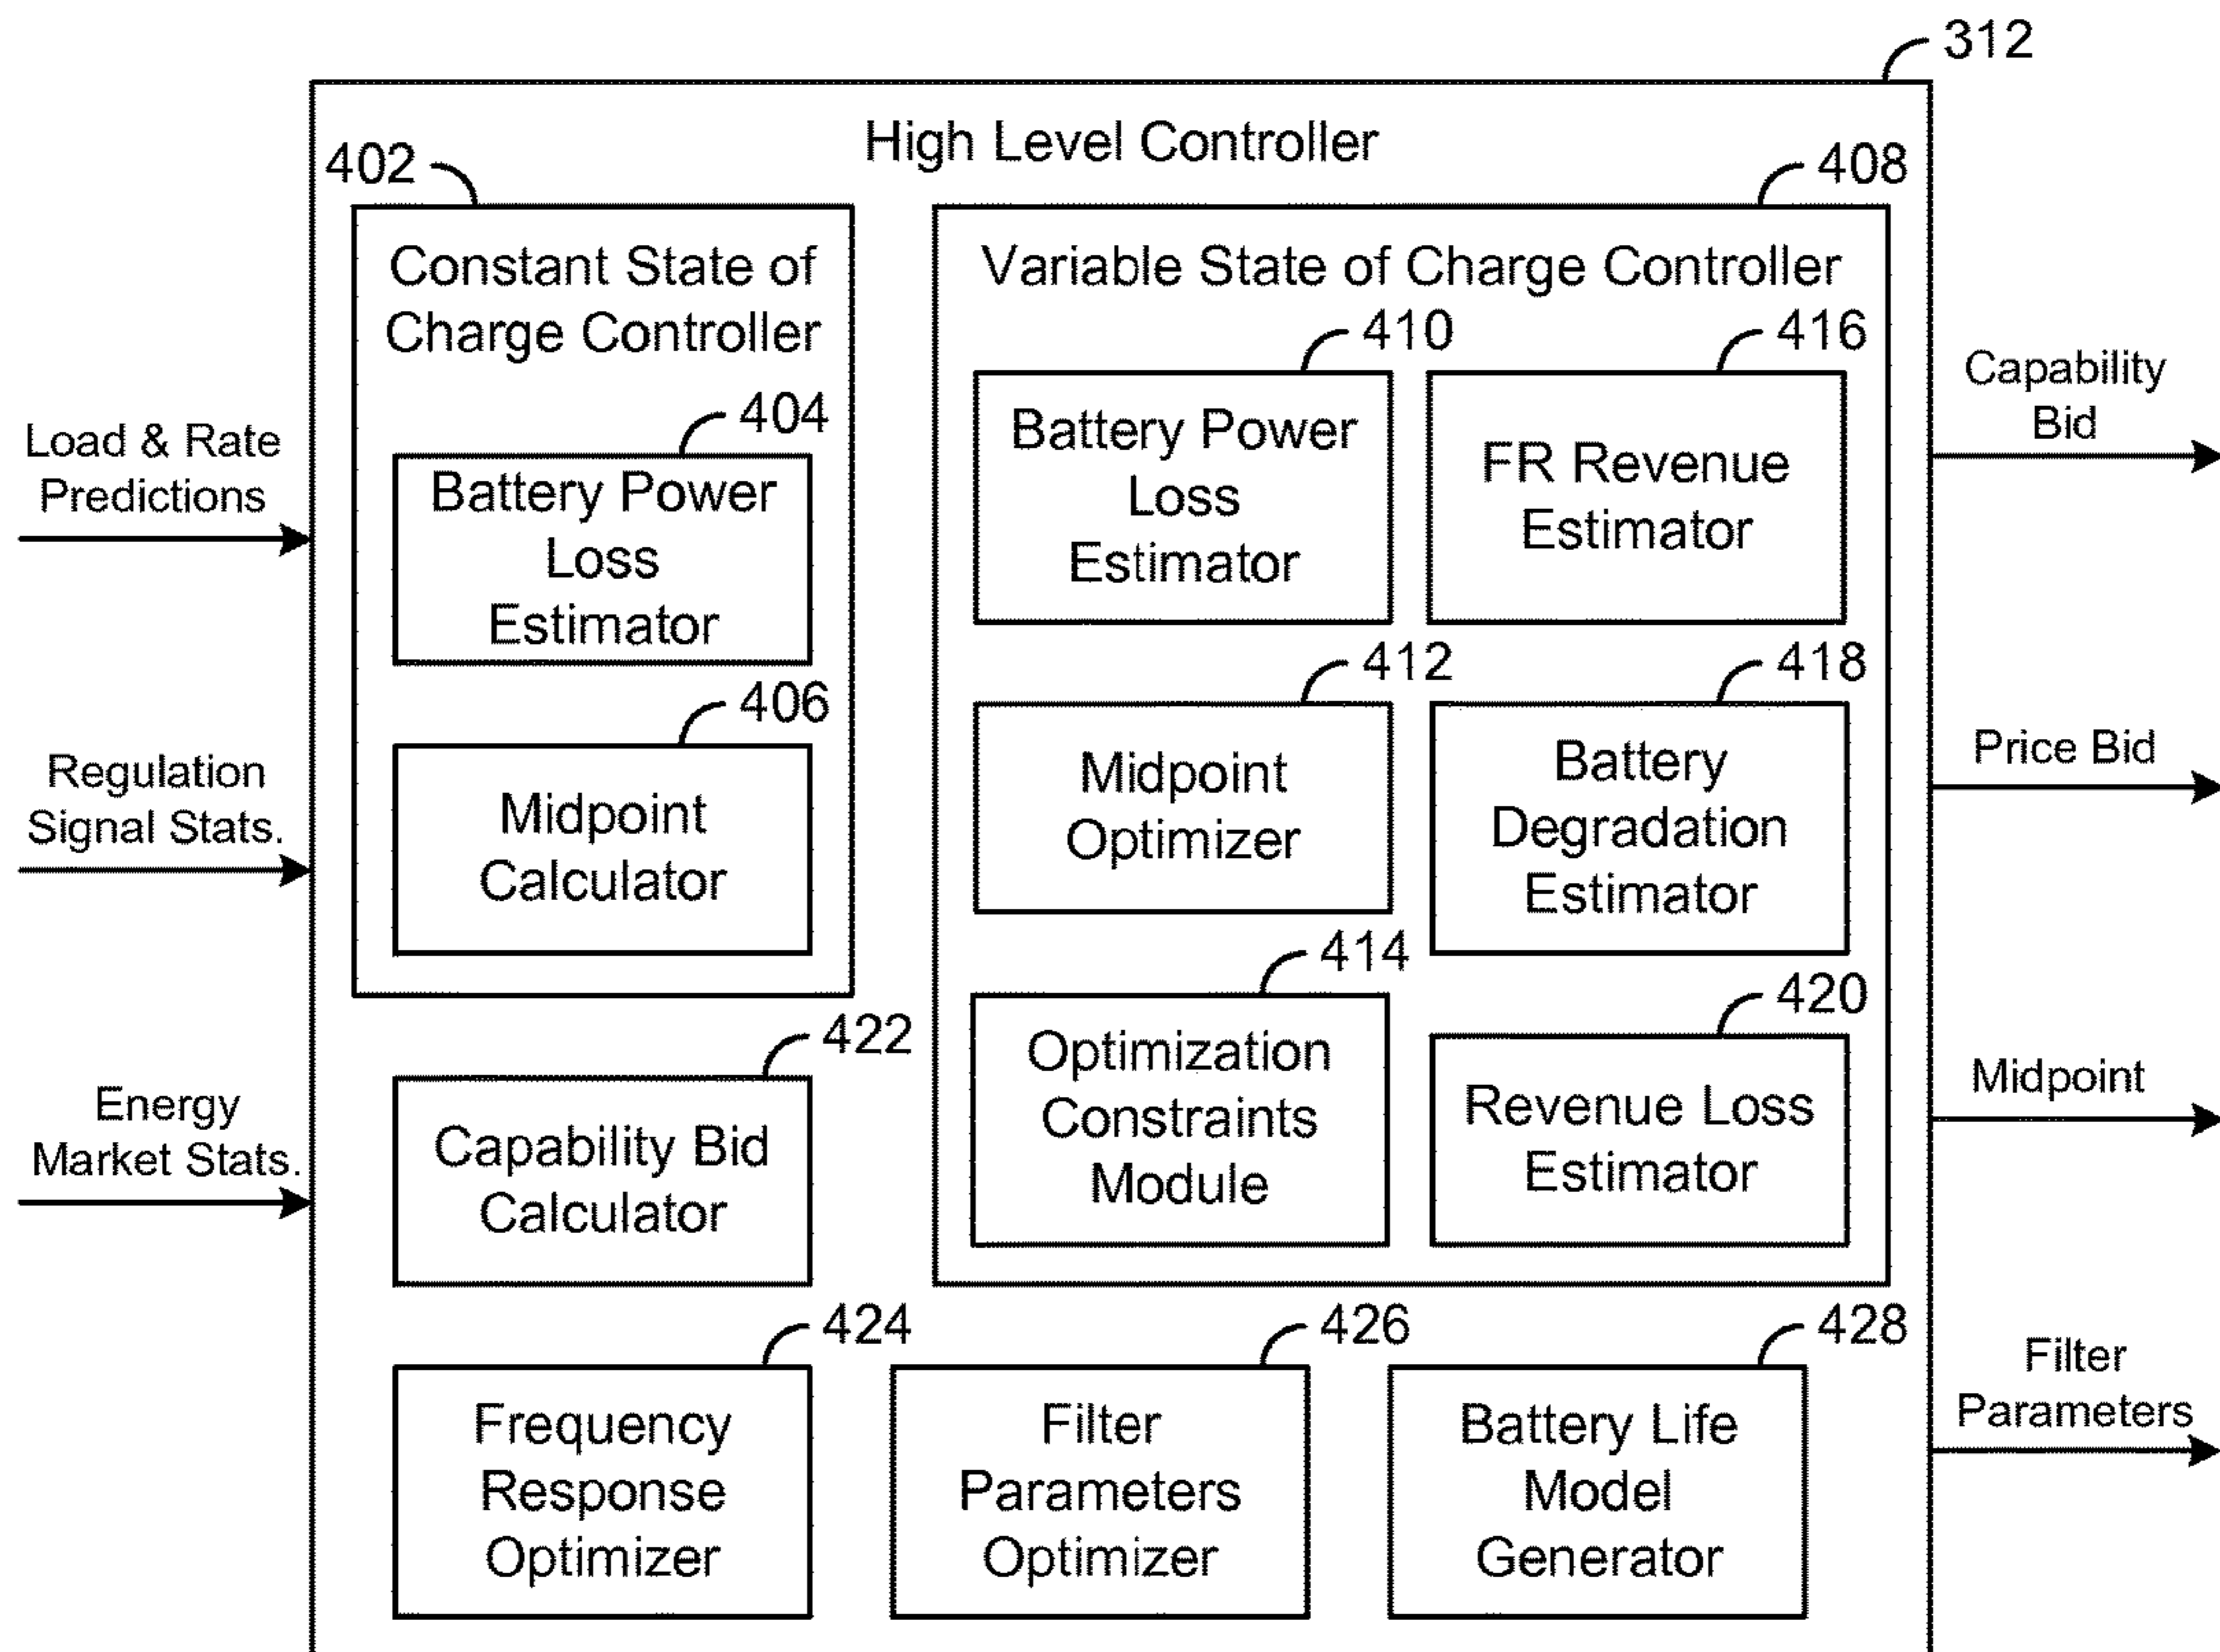 312
High Level Controller
402
408
Constant State of
Charge Controller
404
Battery Power
Loss
Estimator
406
Midpoint
Calculator
Variable State of Charge Controller
410
416
Battery Power
Loss
Estimator
FR Revenue
Estimator
412
418
Midpoint
Optimizer
Battery
Degradation
Estimator
414
420
Optimization
Constraints
Module
Revenue Loss
Estimator
422
Capability Bid
Calculator
424
426
428
Frequency
Response
Optimizer
Filter
Parameters
Optimizer
Battery Life
Model
Generator
Load & Rate
Predictions
Regulation
Signal Stats.
Energy
Market Stats.
Capability
Bid
Price Bid
Midpoint
Filter
Parameters